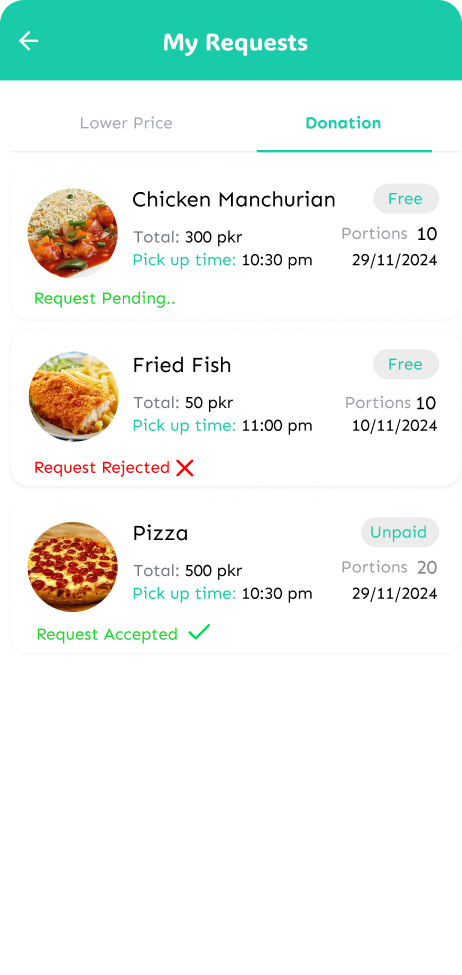 My Requests
Lower Price Donation
Chicken Manchurian Free
Total: 300 pkr Portions 10
Pick up time: 10:30 pm 29/11/2024
Request Pending..
Fried Fish Free
Total: 50 pkr Portions 10
Pick up time: 11:00 pm 10/11/2024
Request Rejected
Pizza Unpaid
Total: 500 pkr Portions 20
Pick up time: 10:30 pm 29/11/2024
Request Accepted